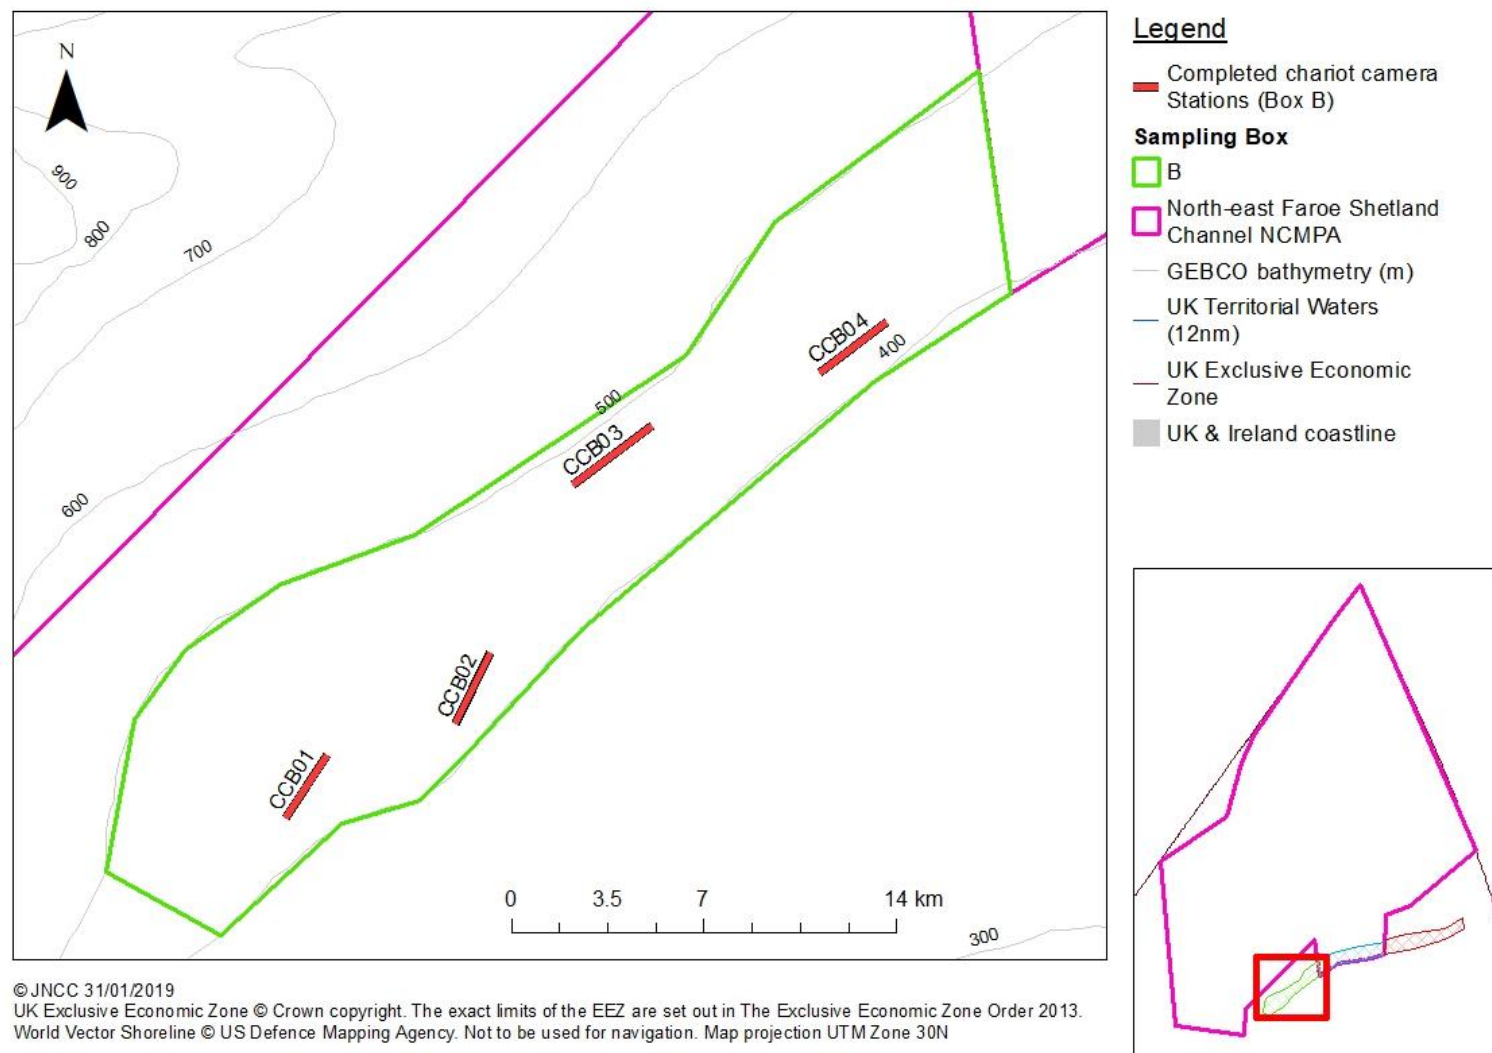 N
900
800
700
600
500
400
300
CCB04
CCB03
CCB02
CCB01
0 3.5 7 14 km
Legend
Completed chariot camera
Stations (Box B)
Sampling Box
B
North-east Faroe Shetland
Channel NCMPA
GEBCO bathymetry (m)
UK Territorial Waters
(12nm)
UK Exclusive Economic
Zone
UK & Ireland coastline
© JNCC 31/01/2019
UK Exclusive Economic Zone © Crown copyright. The exact limits of the EEZ are set out in The Exclusive Economic Zone Order 2013.
World Vector Shoreline © US Defence Mapping Agency. Not to be used for navigation. Map projection UTM Zone 30N